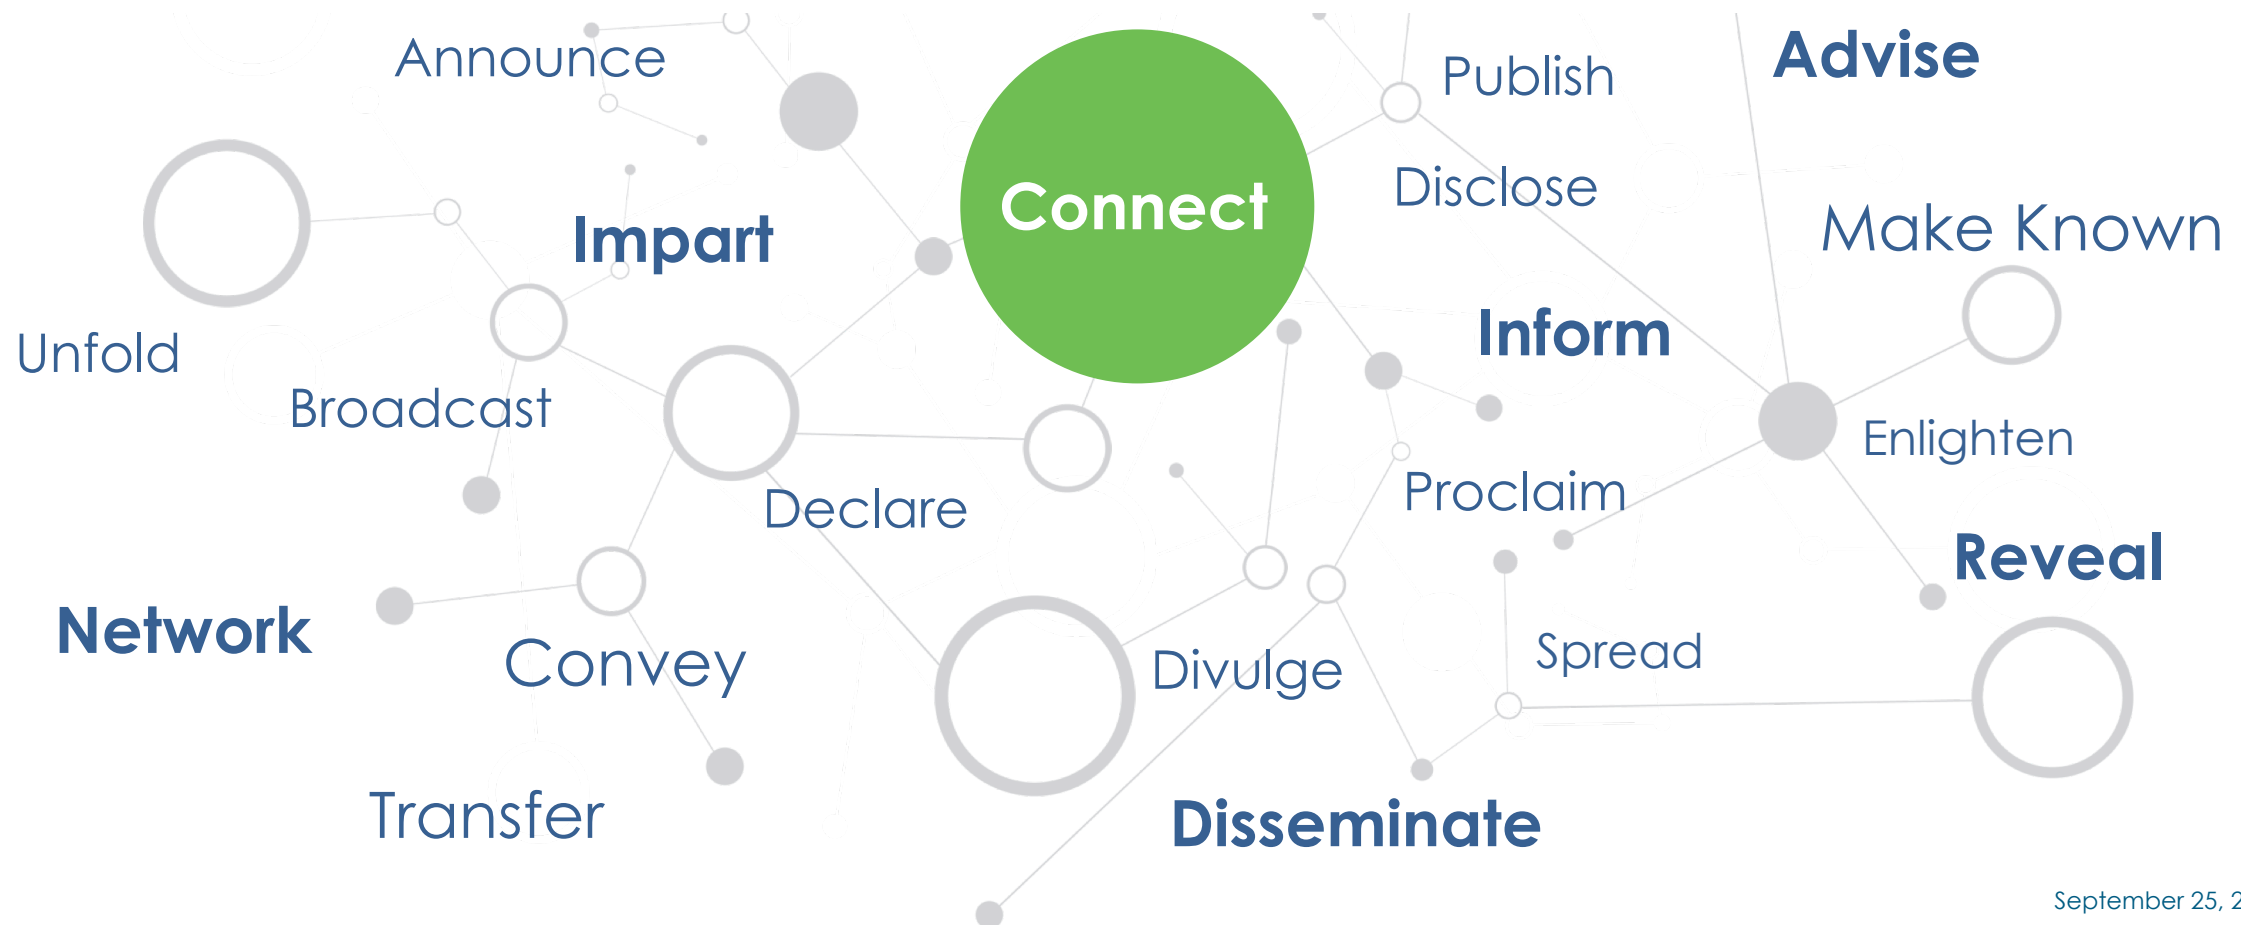 Announce
Publish
Advise
Connect
Disclose
Impart
Make Known
Unfold
Inform
Broadcast
Enlighten
Declare
Proclaim
Reveal
Network
Convey
Divulge
Spread
Transfer
Disseminate
September 25, 2